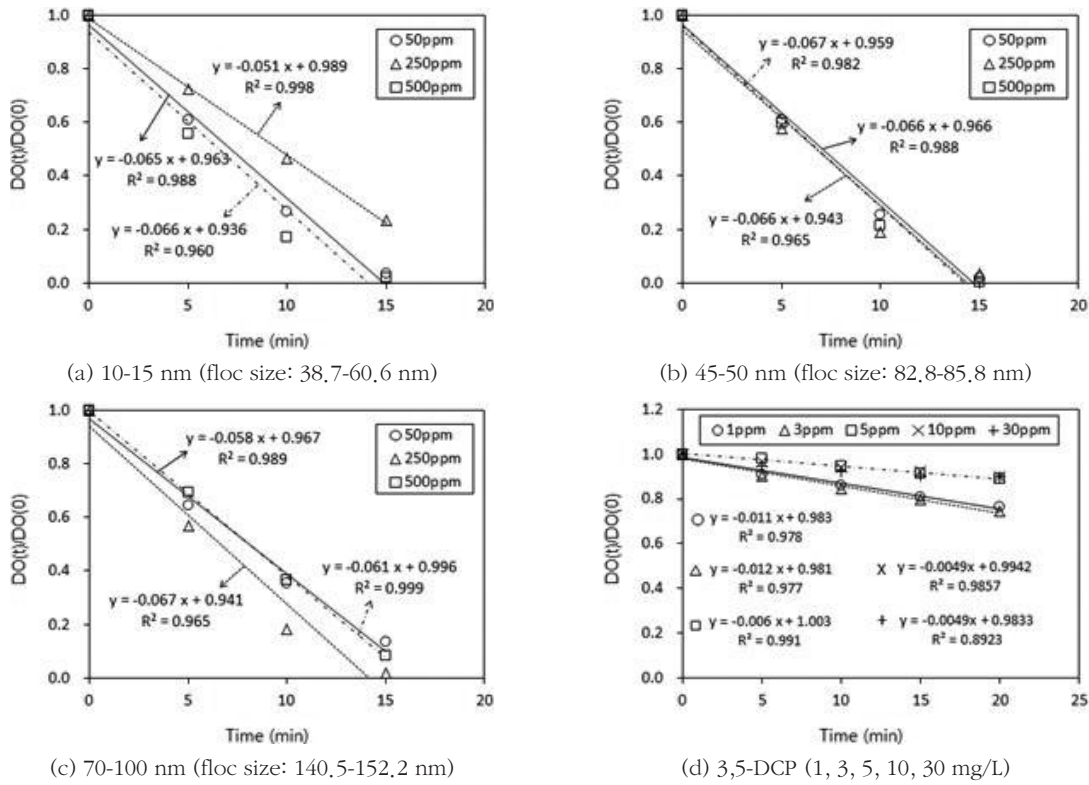 1.0
0.8
0.6
0.4
0.2
0.0
DO(t)/DO(0)
50ppm
250ppm
500ppm
y = -0.051 x + 0.989
R² = 0.998
y = -0.065 x + 0.963
R² = 0.988
y = -0.066 x + 0.936
R² = 0.960
0 5 10 15 20
Time (min)
(a) 10-15 nm (floc size: 38.7-60.6 nm)
1.0
0.8
0.6
0.4
0.2
0.0
DO(t)/DO(0)
50ppm
250ppm
500ppm
y = -0.067 x + 0.959
R² = 0.982
y = -0.066 x + 0.966
R² = 0.988
y = -0.066 x + 0.943
R² = 0.965
0 5 10 15 20
Time (min)
(b) 45-50 nm (floc size: 82.8-85.8 nm)
1.0
0.8
0.6
0.4
0.2
0.0
DO(t)/DO(0)
50ppm
250ppm
500ppm
y = -0.058 x + 0.967
R² = 0.989
y = -0.061 x + 0.996
R² = 0.999
y = -0.067 x + 0.941
R² = 0.965
0 5 10 15 20
Time (min)
(c) 70-100 nm (floc size: 140.5-152.2 nm)
1.2
1.0
0.8
0.6
0.4
0.2
0.0
DO(t)/DO(0)
1ppm 3ppm 5ppm 10ppm 30ppm
y = -0.011 x + 0.983
R² = 0.978
y = -0.012 x + 0.981
R² = 0.977
x y = -0.0049x + 0.9942
R² = 0.9857
y = -0.006 x + 1.003
R² = 0.991
+ y = -0.0049x + 0.9833
R² = 0.8923
0 5 10 15 20 25
Time (min)
(d) 3,5-DCP (1, 3, 5, 10, 30 mg/L)